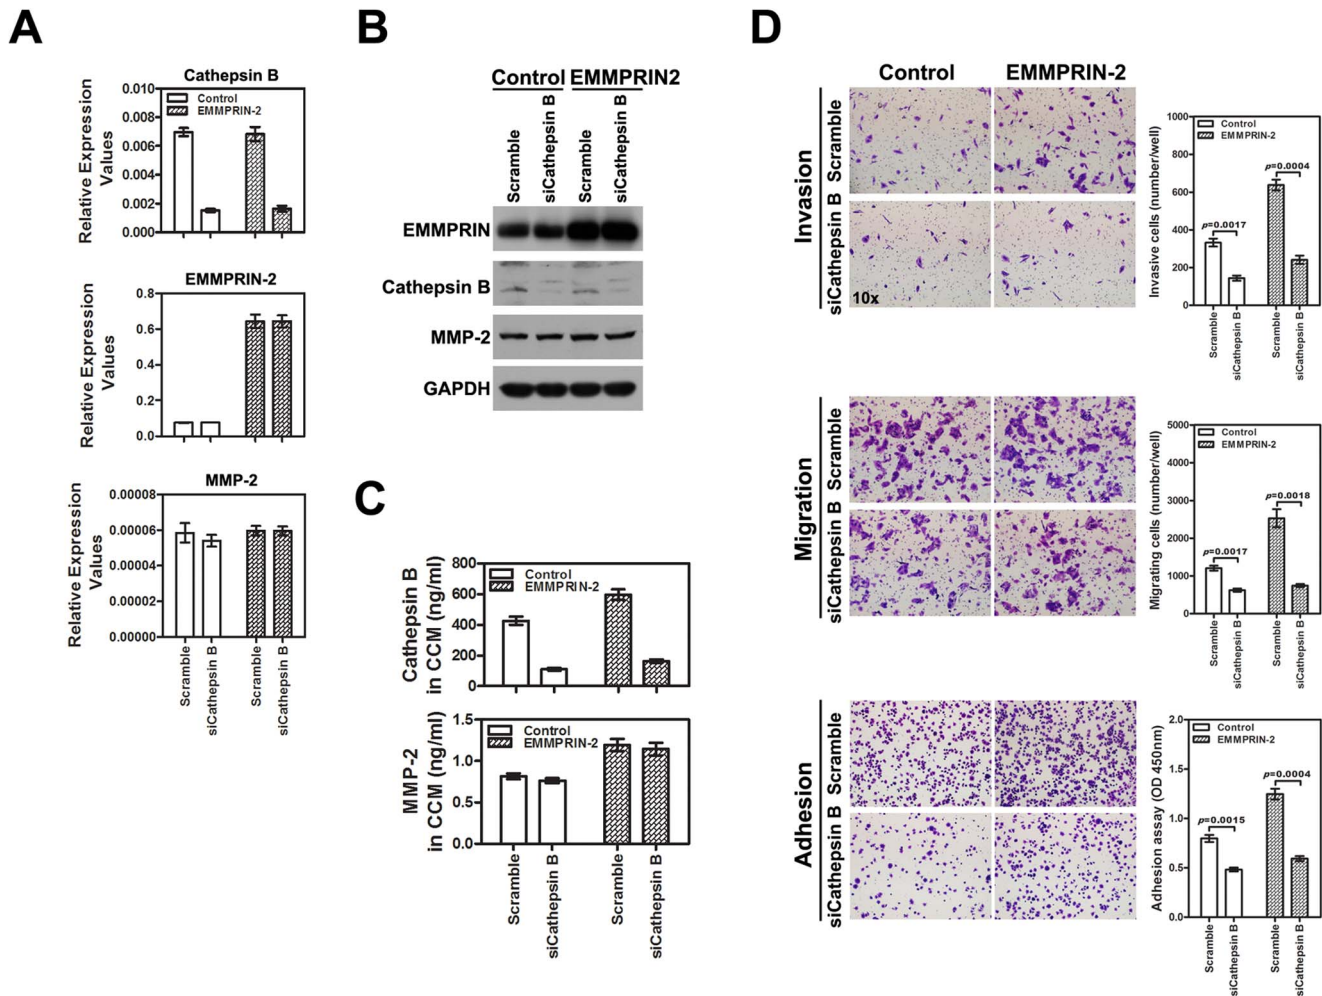 A
Cathepsin B
Relative Expression
Values
0.010
0.008
0.006
0.004
0.002
0.000
Control
EMMPRIN-2
EMMPRIN-2
Relative Expression
Values
0.8
0.6
0.4
0.2
0.0
MMP-2
Relative Expression
Values
0.00008
0.00006
0.00004
0.00002
0.00000
Scramble
siCathepsin B
Scramble
siCathepsin B
B
Control EMMPRIN2
Scramble
siCathepsin B
Scramble
siCathepsin B
EMMPRIN
Cathepsin B
MMP-2
GAPDH
C
Cathepsin B
in CCM (ng/ml)
800
600
400
200
0
Control
EMMPRIN-2
MMP-2
in CCM (ng/ml)
1.5
1.0
0.5
0.0
Control
EMMPRIN-2
Scramble
siCathepsin B
Scramble
siCathepsin B
D
Control EMMPRIN-2
Invasion
Scramble
siCathepsin B
10x
Invasive cells (number/well)
1000
800
600
400
200
0
Control
EMMPRIN-2
p=0.0017
p=0.0004
Scramble
siCathepsin B
Scramble
siCathepsin B
Migration
Scramble
siCathepsin B
Migrating cells (number/well)
5000
4000
3000
2000
1000
0
Control
EMMPRIN-2
p=0.0017
p=0.0018
Scramble
siCathepsin B
Scramble
siCathepsin B
Adhesion
Scramble
siCathepsin B
Adhesion assay (OD 450nm)
2.0
1.5
1.0
0.5
0.0
Control
EMMPRIN-2
p=0.0015
p=0.0004
Scramble
siCathepsin B
Scramble
siCathepsin B